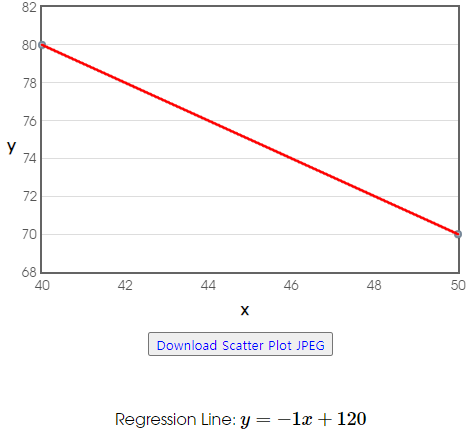 82
80
78
76
y
74
72
70
68
40 42 44 46 48 50
x
Download Scatter Plot JPEG
Regression Line: y = −1x + 120